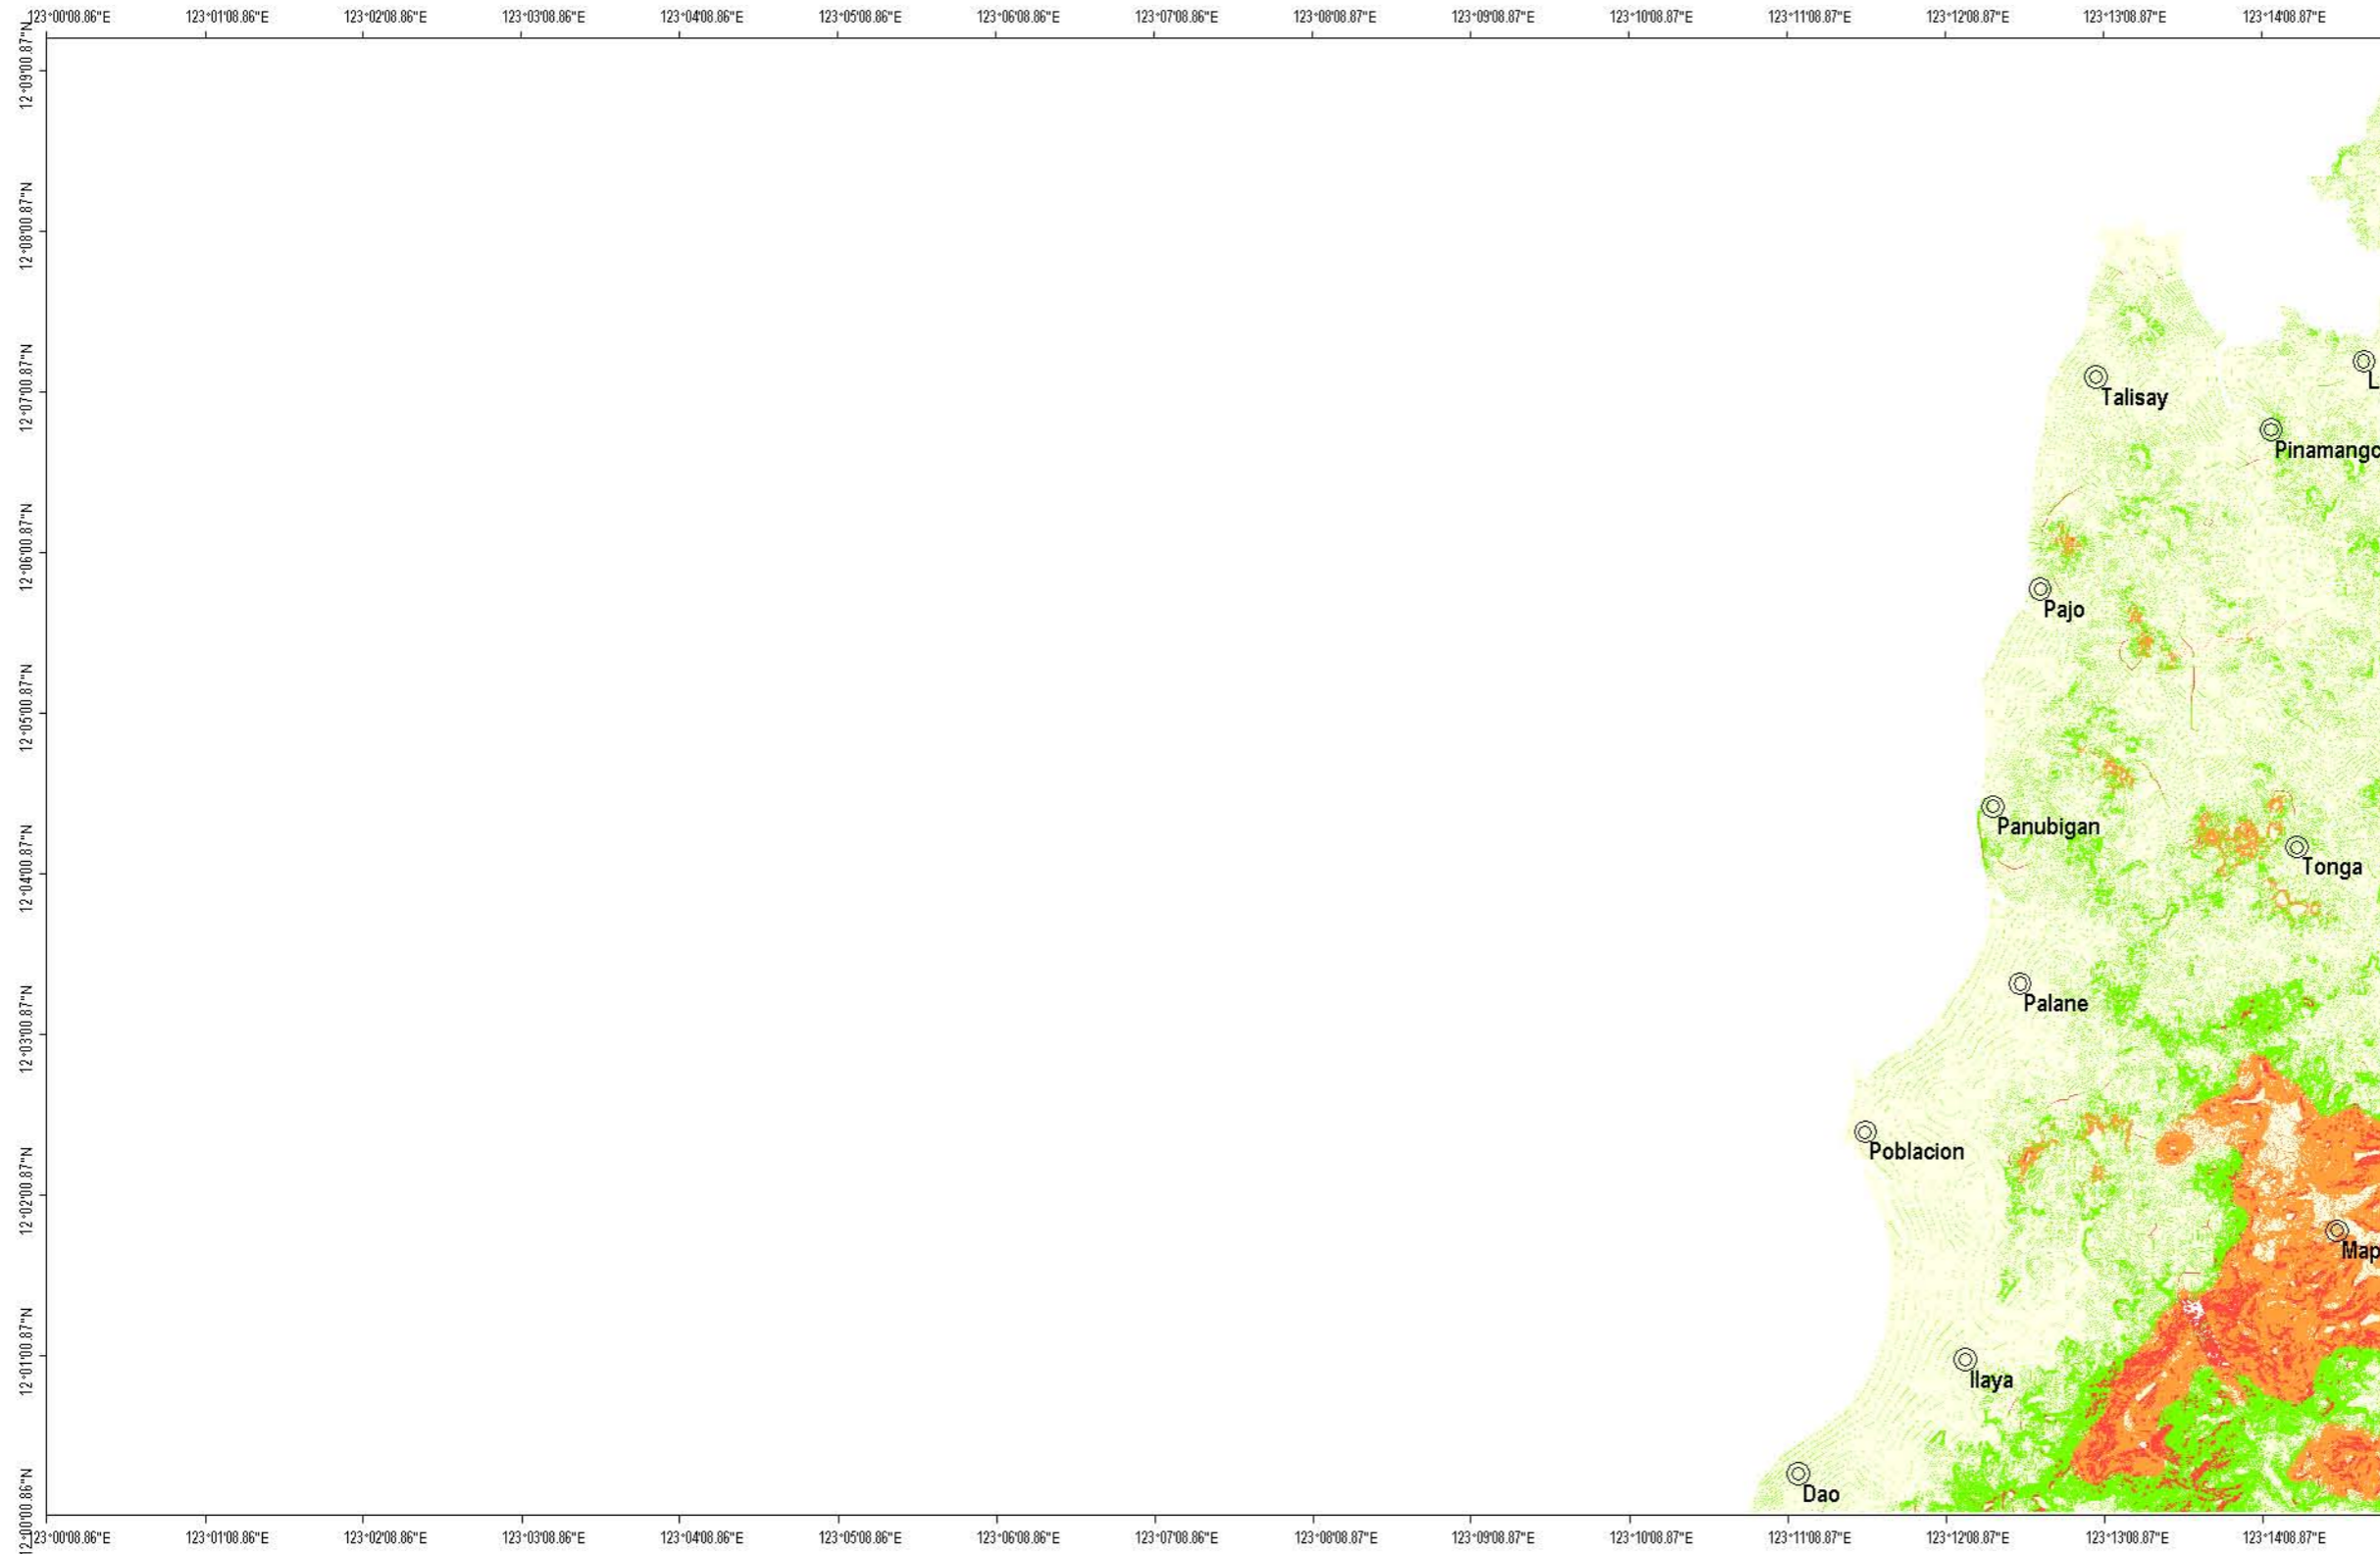 123°00'08.86"E
123°01'08.86"E
123°02'08.86"E
123°03'08.86"E
123°04'08.86"E
123°05'08.86"E
123°06'08.86"E
123°07'08.86"E
123°08'08.87"E
123°09'08.87"E
123°10'08.87"E
123°11'08.87"E
123°12'08.87"E
123°13'08.87"E
123°14'08.87"E
12°09'00.87"N
12°08'00.87"N
12°07'00.87"N
12°06'00.87"N
12°05'00.87"N
12°04'00.87"N
12°03'00.87"N
12°02'00.87"N
12°01'00.87"N
12°00'00.86"N
L
Talisay
Pinamangc
Pajo
Panubigan
Tonga
Palane
Poblacion
Map
Ilaya
Dao
123°00'08.86"E
123°01'08.86"E
123°02'08.86"E
123°03'08.86"E
123°04'08.86"E
123°05'08.86"E
123°06'08.86"E
123°07'08.86"E
123°08'08.87"E
123°09'08.87"E
123°10'08.87"E
123°11'08.87"E
123°12'08.87"E
123°13'08.87"E
123°14'08.87"E